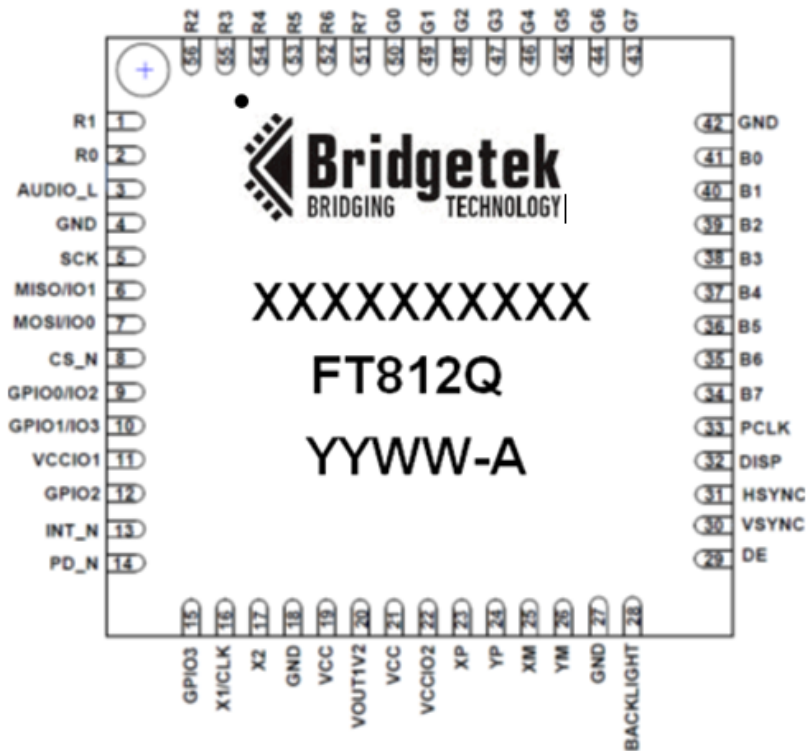 R2 R3 R4 R5 R6 R7 G0 G1 G2 G3 G4 G5 G6 G7
56 55 54 53 52 51 50 49 48 47 46 45 44 43
R1 1
R0 2
AUDIO_L 3
GND 4
SCK 5
MISO/IO1 6
MOSI/IO0 7
CS_N 8
GPIO0/IO2 9
GPIO1/IO3 10
VCCIO1 11
GPIO2 12
INT_N 13
PD_N 14
Bridgetek
BRIDGING TECHNOLOGY
XXXXXXXXXX
FT812Q
YYWW-A
42 GND
41 B0
40 B1
39 B2
38 B3
37 B4
36 B5
35 B6
34 B7
33 PCLK
32 DISP
31 HSYNC
30 VSYNC
29 DE
15 16 17 18 19 20 21 22 23 24 25 26 27 28
GPIO3 X1/CLK X2 GND VCC VOUT1V2 VCC VCCIO2 XP YP XM YM GND BACKLIGHT